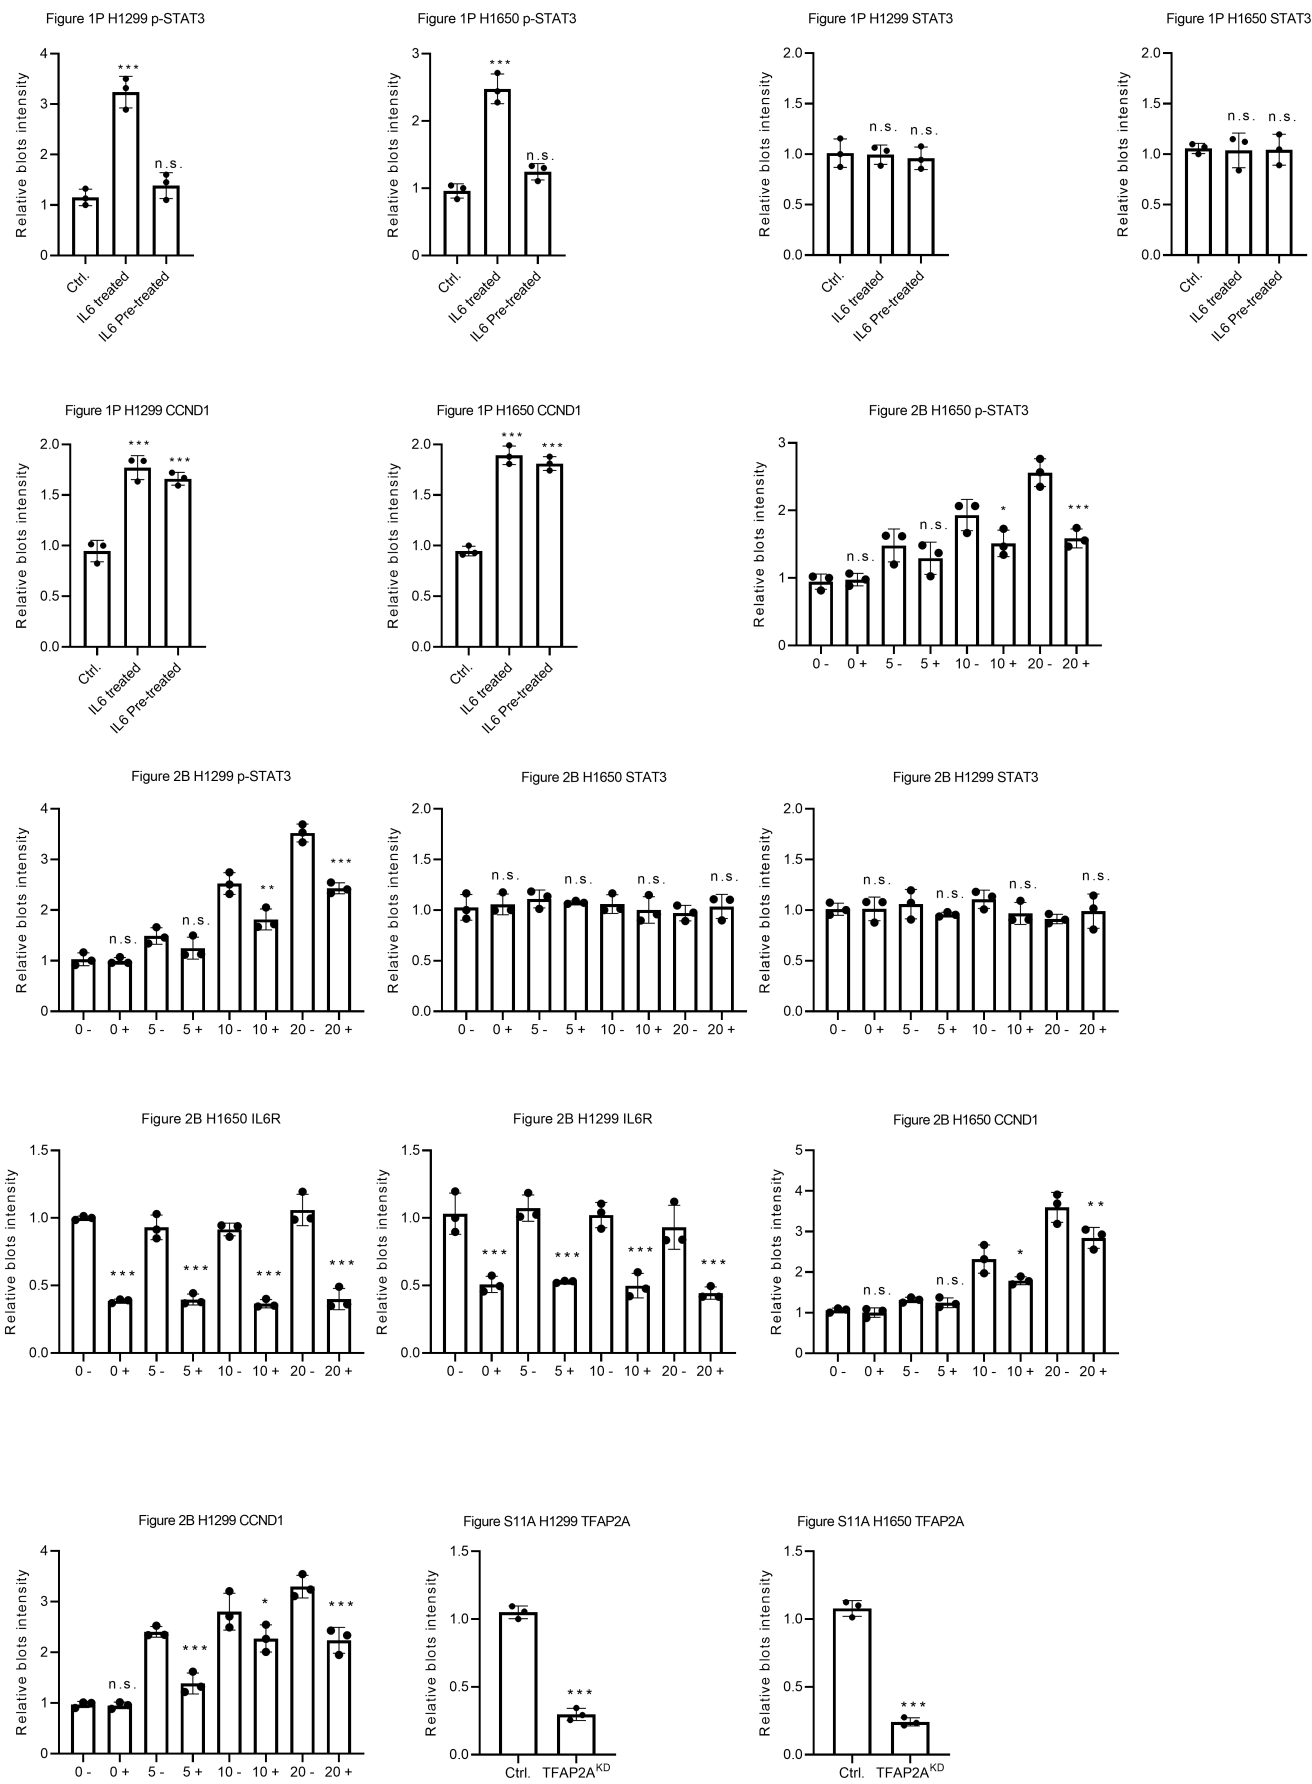 Figure 1P H1299 p-STAT3
Relative blots intensity
4
3
2
1
0
***
n.s.
Ctrl.
IL6 treated
IL6 Pre-treated
Figure 1P H1650 p-STAT3
Relative blots intensity
3
2
1
0
***
n.s.
Ctrl.
IL6 treated
IL6 Pre-treated
Figure 1P H1299 STAT3
Relative blots intensity
2.0
1.5
1.0
0.5
0.0
n.s.
n.s.
Ctrl.
IL6 treated
IL6 Pre-treated
Figure 1P H1650 STAT3
Relative blots intensity
2.0
1.5
1.0
0.5
0.0
n.s.
n.s.
Ctrl.
IL6 treated
IL6 Pre-treated
Figure 1P H1299 CCND1
Relative blots intensity
2.0
1.5
1.0
0.5
0.0
***
***
Ctrl.
IL6 treated
IL6 Pre-treated
Figure 1P H1650 CCND1
Relative blots intensity
2.0
1.5
1.0
0.5
0.0
***
***
Ctrl.
IL6 treated
IL6 Pre-treated
Figure 2B H1650 p-STAT3
Relative blots intensity
3
2
1
0
n.s.
n.s.
*
***
0 - 0 + 5 - 5 + 10 - 10 + 20 - 20 +
Figure 2B H1299 p-STAT3
Relative blots intensity
4
3
2
1
0
n.s.
n.s.
**
***
0 - 0 + 5 - 5 + 10 - 10 + 20 - 20 +
Figure 2B H1650 STAT3
Relative blots intensity
2.0
1.5
1.0
0.5
0.0
n.s.
n.s.
n.s.
n.s.
0 - 0 + 5 - 5 + 10 - 10 + 20 - 20 +
Figure 2B H1299 STAT3
Relative blots intensity
2.0
1.5
1.0
0.5
0.0
n.s.
n.s.
n.s.
n.s.
0 - 0 + 5 - 5 + 10 - 10 + 20 - 20 +
Figure 2B H1650 IL6R
Relative blots intensity
1.5
1.0
0.5
0.0
***
***
***
***
0 - 0 + 5 - 5 + 10 - 10 + 20 - 20 +
Figure 2B H1299 IL6R
Relative blots intensity
1.5
1.0
0.5
0.0
***
***
***
***
0 - 0 + 5 - 5 + 10 - 10 + 20 - 20 +
Figure 2B H1650 CCND1
Relative blots intensity
5
4
3
2
1
0
n.s.
n.s.
*
**
0 - 0 + 5 - 5 + 10 - 10 + 20 - 20 +
Figure 2B H1299 CCND1
Relative blots intensity
4
3
2
1
0
n.s.
***
*
***
0 - 0 + 5 - 5 + 10 - 10 + 20 - 20 +
Figure S11A H1299 TFAP2A
Relative blots intensity
1.5
1.0
0.5
0.0
***
Ctrl. TFAP2A^KD
Figure S11A H1650 TFAP2A
Relative blots intensity
1.5
1.0
0.5
0.0
***
Ctrl. TFAP2A^KD